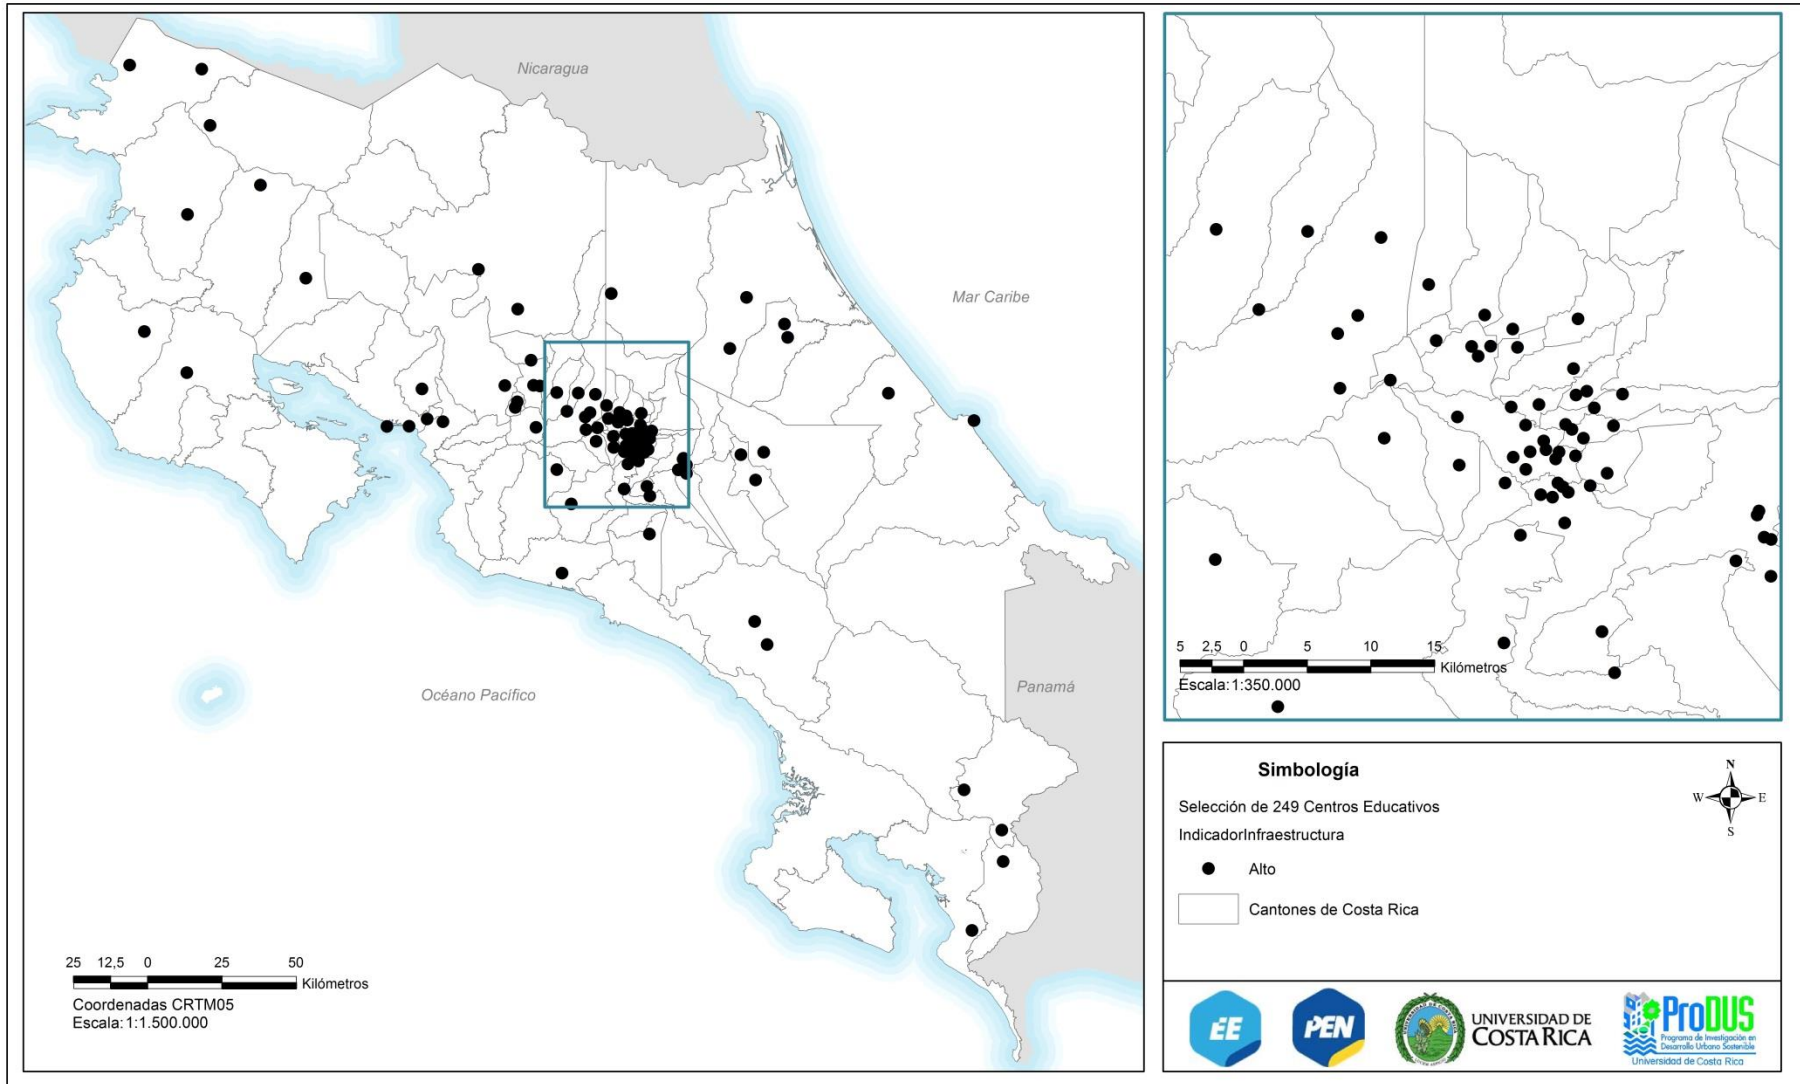 Nicaragua
Mar Caribe
Océano Pacífico
Panamá
25 12,5 0 25 50
Kilómetros
Coordenadas CRTM05
Escala:1:1.500.000
5 2,5 0 5 10 15
Kilómetros
Escala:1:350.000
Simbología
N
W E
S
Selección de 249 Centros Educativos
IndicadorInfraestructura
Alto
Cantones de Costa Rica
EE
PEN
UNIVERSIDAD DE
COSTA RICA
ProDUS
Programa de Investigación en
Desarrollo Urbano Sostenible
Universidad de Costa Rica